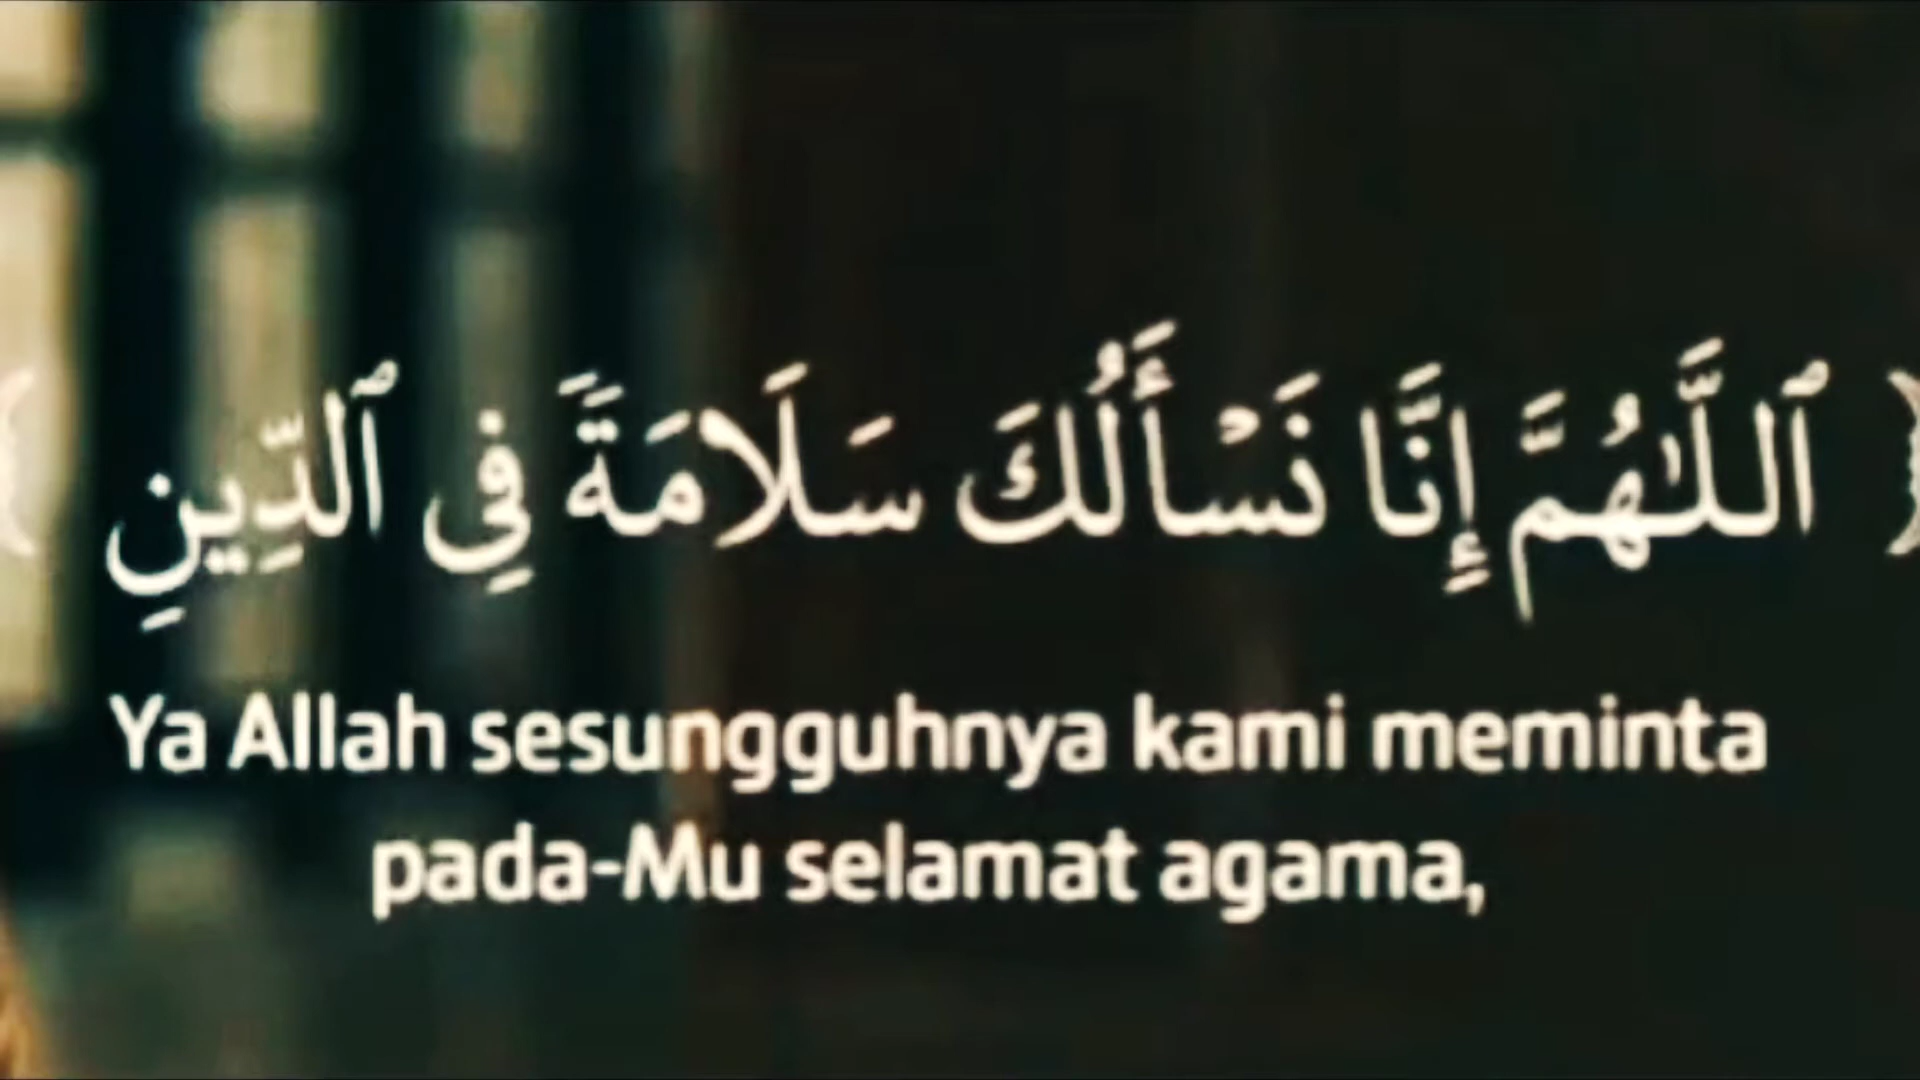 ﴿ ٱللَّٰهُمَّ إِنَّا نَسْأَلُكَ سَلَامَةً فِي ٱلدِّينِ ﴾
Ya Allah sesungguhnya kami meminta
pada-Mu selamat agama,